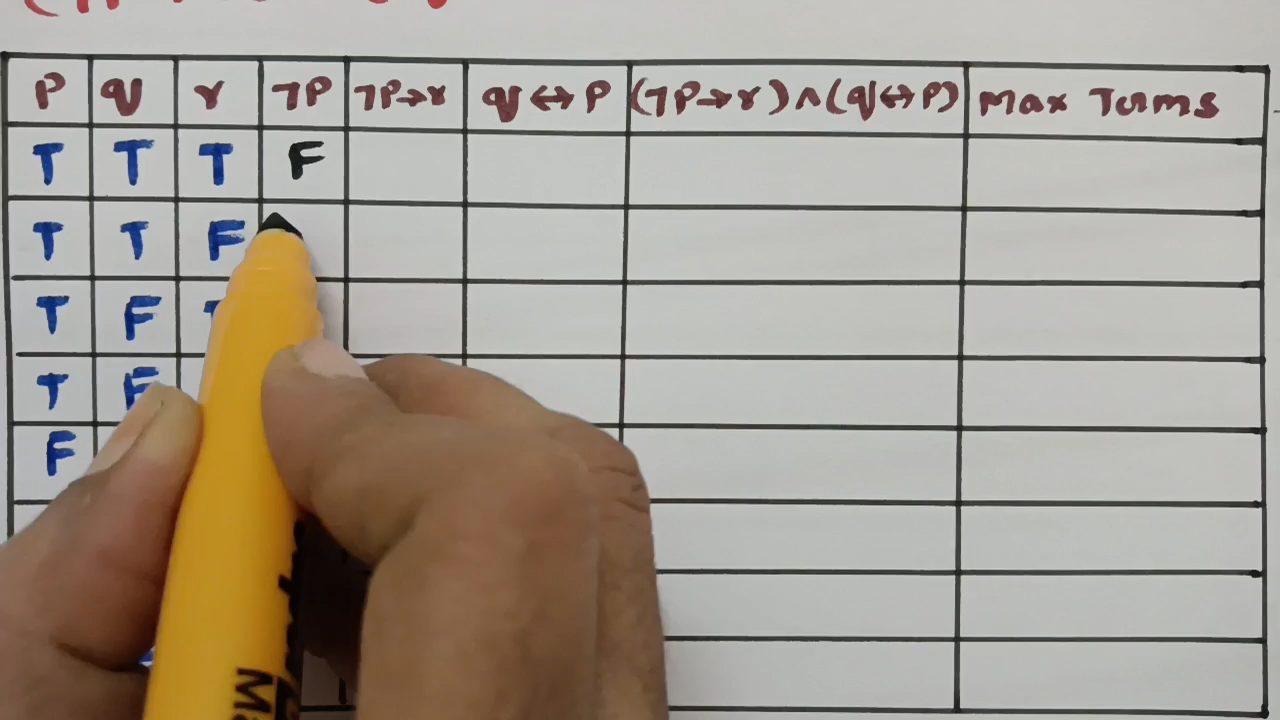 P q r ¬P ¬P→r q↔P (¬P→r)∧(q↔P) Max Terms
T T T F
T T F
T F
T F
F